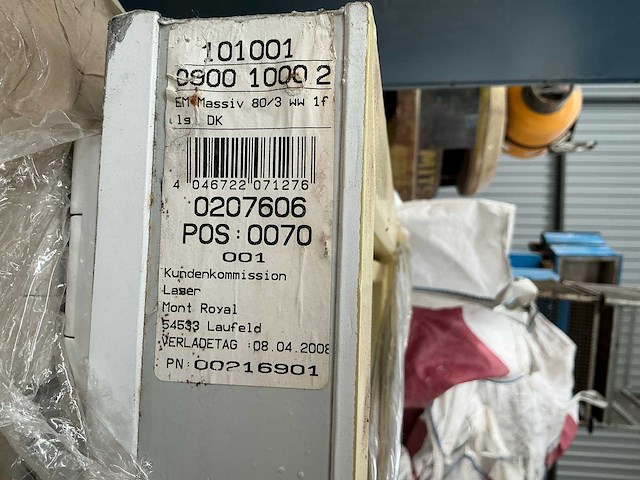 101001
0900 1000 2
EM Massiv 80/3 ww 1f
ls. DK
4 046722 071276
0207606
POS:0070
001
Kundenkommission
Laser
Mont Royal
54533 Laufeld
VERLADETAG :08.04.2008
PN:00216901